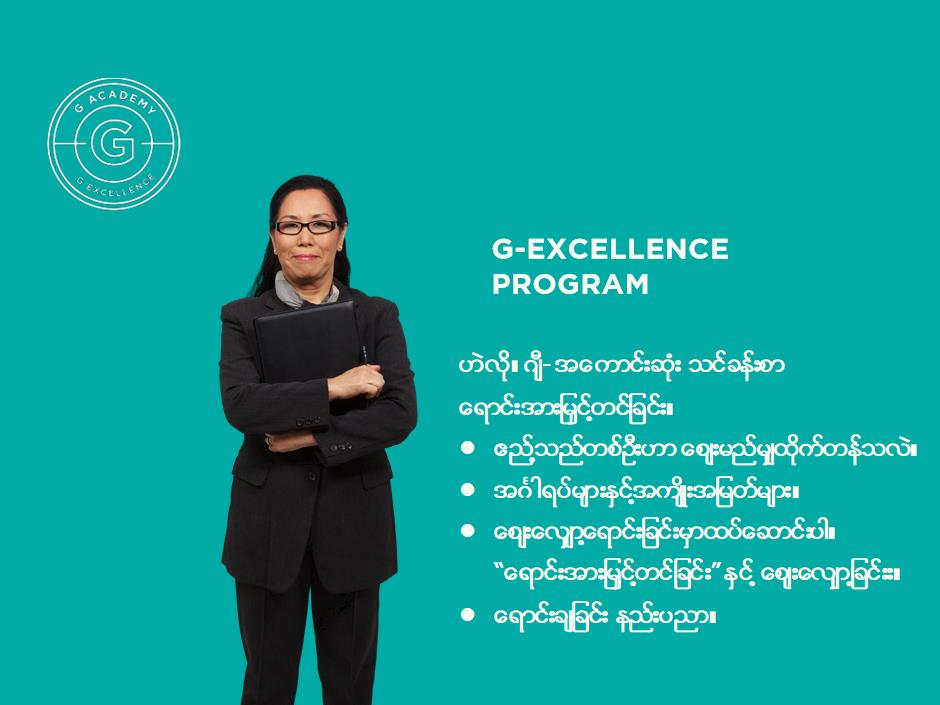 G ACADEMY
G
G EXCELLENCE
G-EXCELLENCE
PROGRAM
ဟဲလို။ ဂျီ-အကောင်းဆုံး သင်ခန်းစာ
ရောင်းအားမြှင့်တင်ခြင်း။
● ဧည့်သည်တစ်ဦးဟာ ဈေးမည်မျှထိုက်တန်သလဲ။
● အင်္ဂါရပ်များနှင့်အကျိုးအမြတ်များ။
● ဈေးလျှော့ရောင်းခြင်းမှာထပ်ဆောင်းပါ။
“ရောင်းအားမြှင့်တင်ခြင်း” နှင့် ဈေးလျှော့ခြင်းး။
● ရောင်းချခြင်း နည်းပညာ။